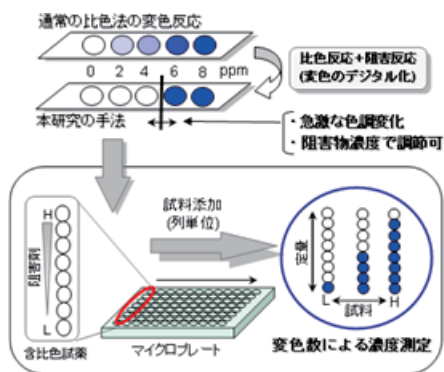 通常の比色法の変色反応
0 2 4 6 8 ppm
比色反応+阻害反応
(変色のデジタル化)
本研究の手法
・急激な色調変化
・阻害物濃度で調節可
試料添加
(列単位)
H
阻害剤
L
含比色試薬
マイクロプレート
定量
L 試料 H
変色数による濃度測定